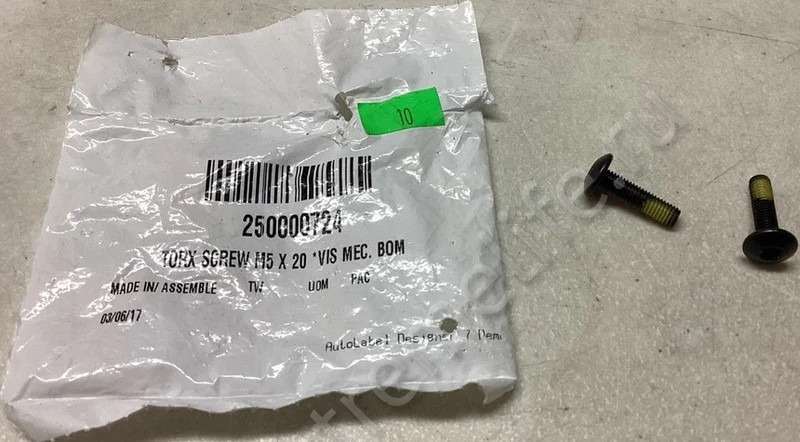 10
250000724
TORX SCREW M5 X 20 *VIS MEC. BOM
MADE IN/ ASSEMBLE TW UOM PAC
03/06/17
AutoLabel Designer 7 Demo